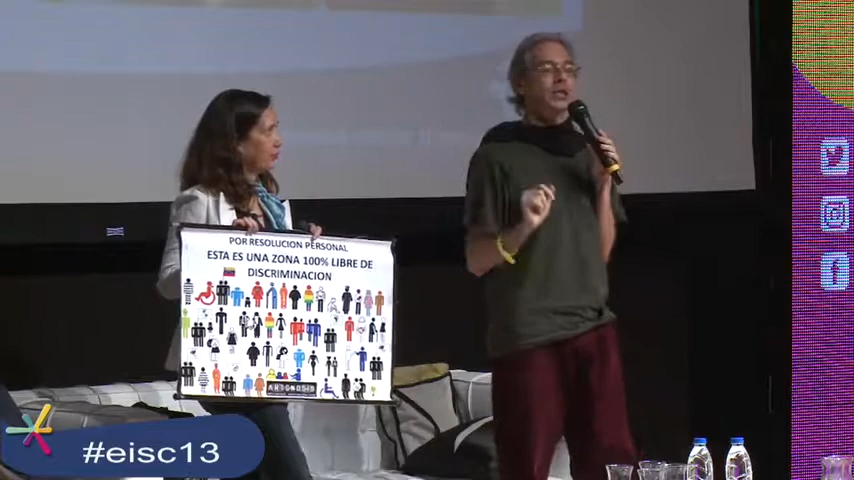 POR RESOLUCION PERSONAL
ESTA ES UNA ZONA 100% LIBRE DE
DISCRIMINACION
#eisc13